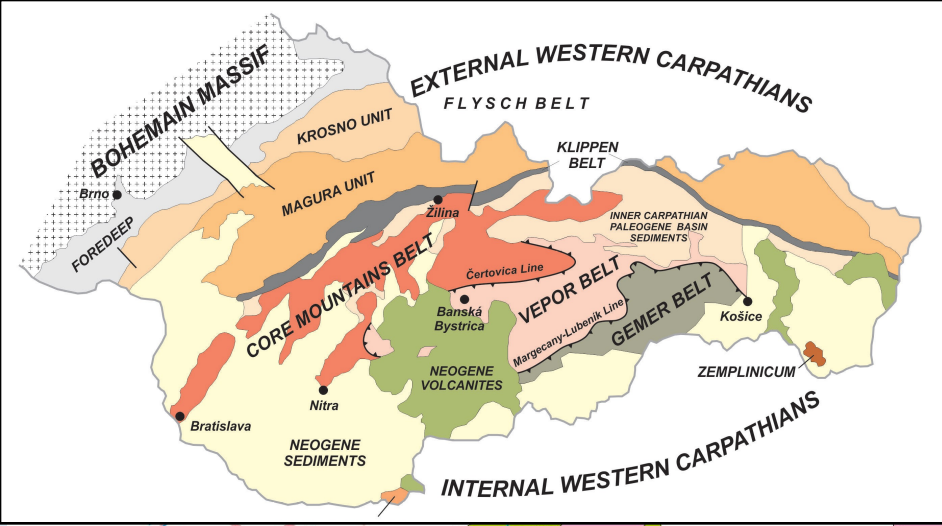 BOHEMAIN MASSIF
EXTERNAL WESTERN CARPATHIANS
FLYSCH BELT
KROSNO UNIT
KLIPPEN
BELT
MAGURA UNIT
Brno
Žilina
FOREDEEP
INNER CARPATHIAN
PALEOGENE BASIN
SEDIMENTS
CORE MOUNTAINS BELT
Čertovica Line
VEPOR BELT
GEMER BELT
Banská
Bystrica
Margecany-Lubeník Line
Košice
NEOGENE
VOLCANITES
ZEMPLINICUM
Nitra
Bratislava
NEOGENE
SEDIMENTS
INTERNAL WESTERN CARPATHIANS